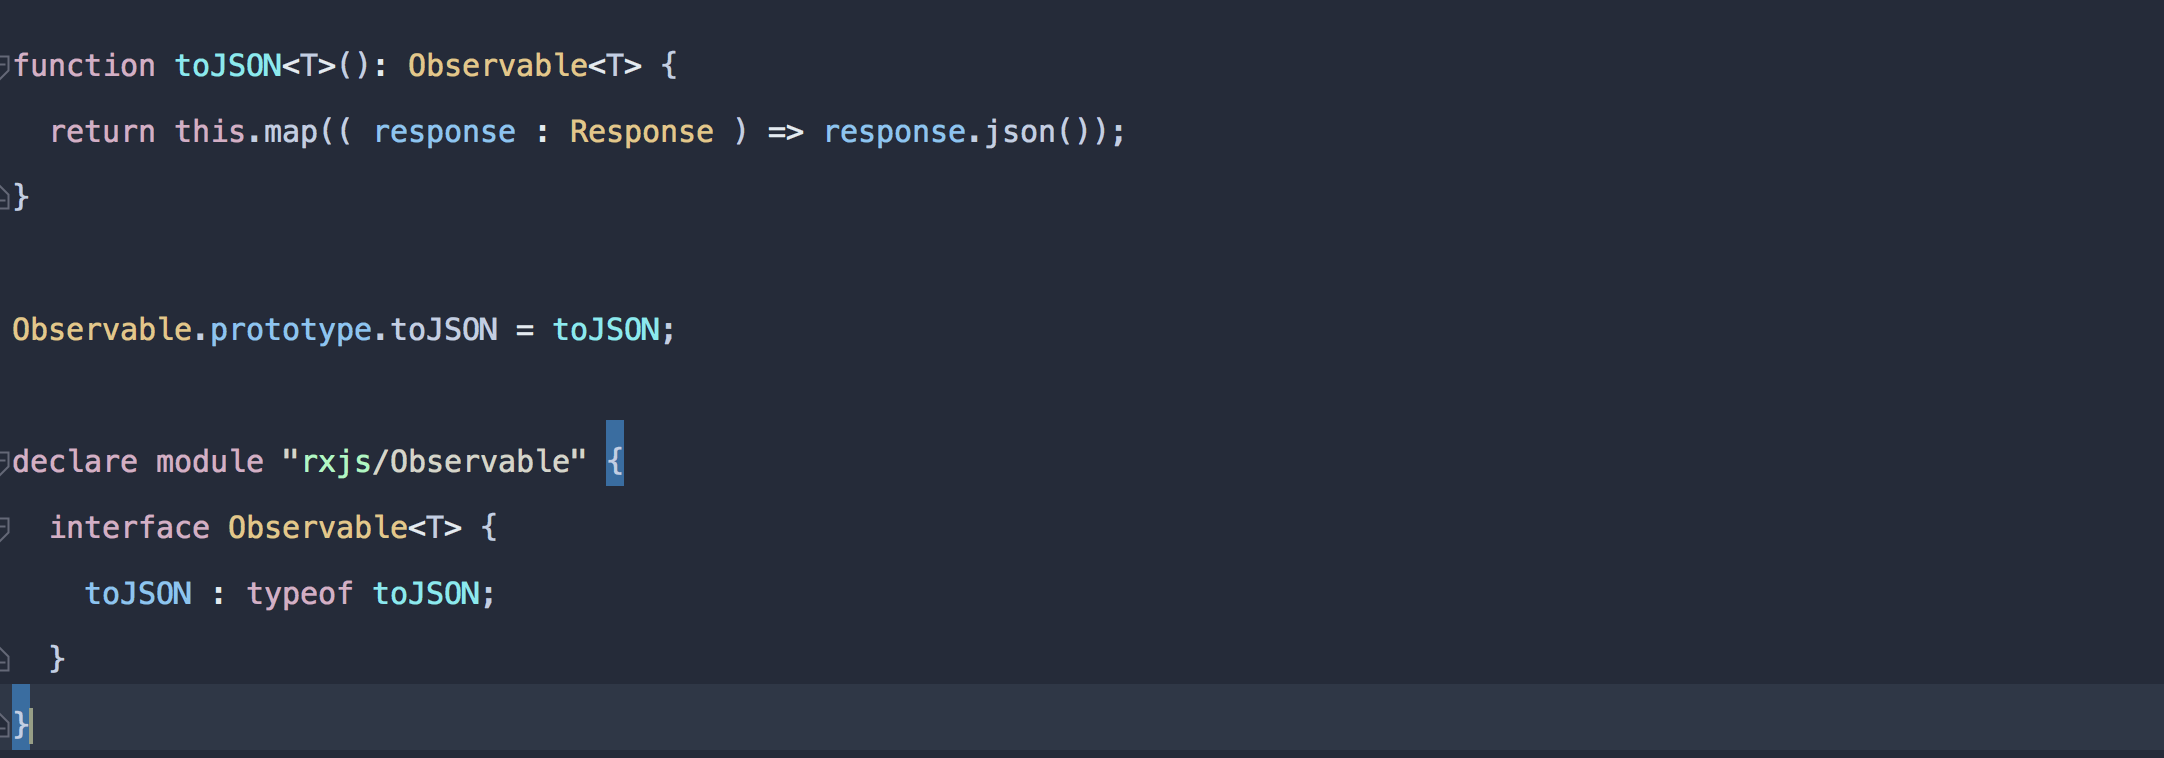 function toJSON<T>(): Observable<T> {
  return this.map(( response : Response ) => response.json());
}
Observable.prototype.toJSON = toJSON;
declare module "rxjs/Observable" {
  interface Observable<T> {
    toJSON : typeof toJSON;
  }
}